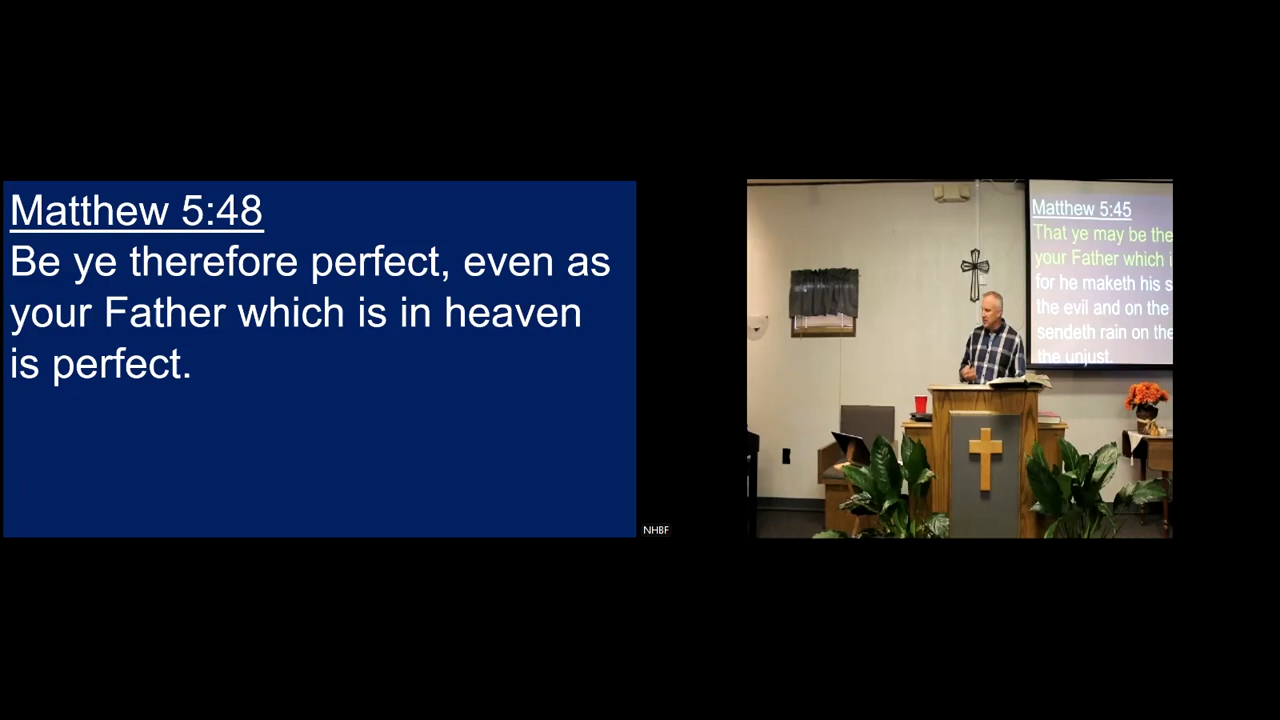 Matthew 5:48
Be ye therefore perfect, even as
your Father which is in heaven
is perfect.
NHBF
Matthew 5:45
That ye may be the
your Father which i
for he maketh his s
the evil and on the
sendeth rain on the
the unjust.